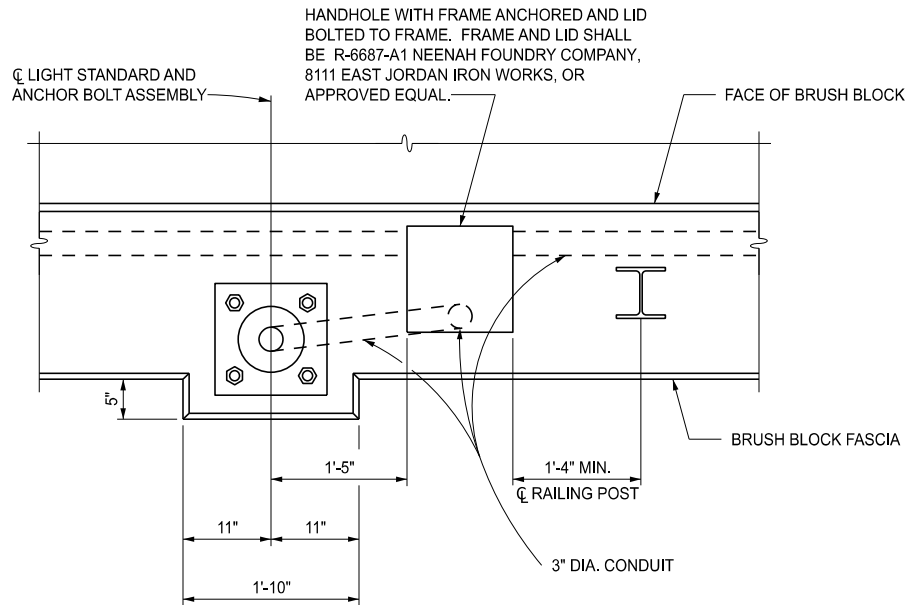 HANDHOLE WITH FRAME ANCHORED AND LID
BOLTED TO FRAME. FRAME AND LID SHALL
BE R-6687-A1 NEENAH FOUNDRY COMPANY,
8111 EAST JORDAN IRON WORKS, OR
APPROVED EQUAL.
℄ LIGHT STANDARD AND
ANCHOR BOLT ASSEMBLY
FACE OF BRUSH BLOCK
5"
BRUSH BLOCK FASCIA
1'-5"
1'-4" MIN.
℄ RAILING POST
11"
11"
3" DIA. CONDUIT
1'-10"